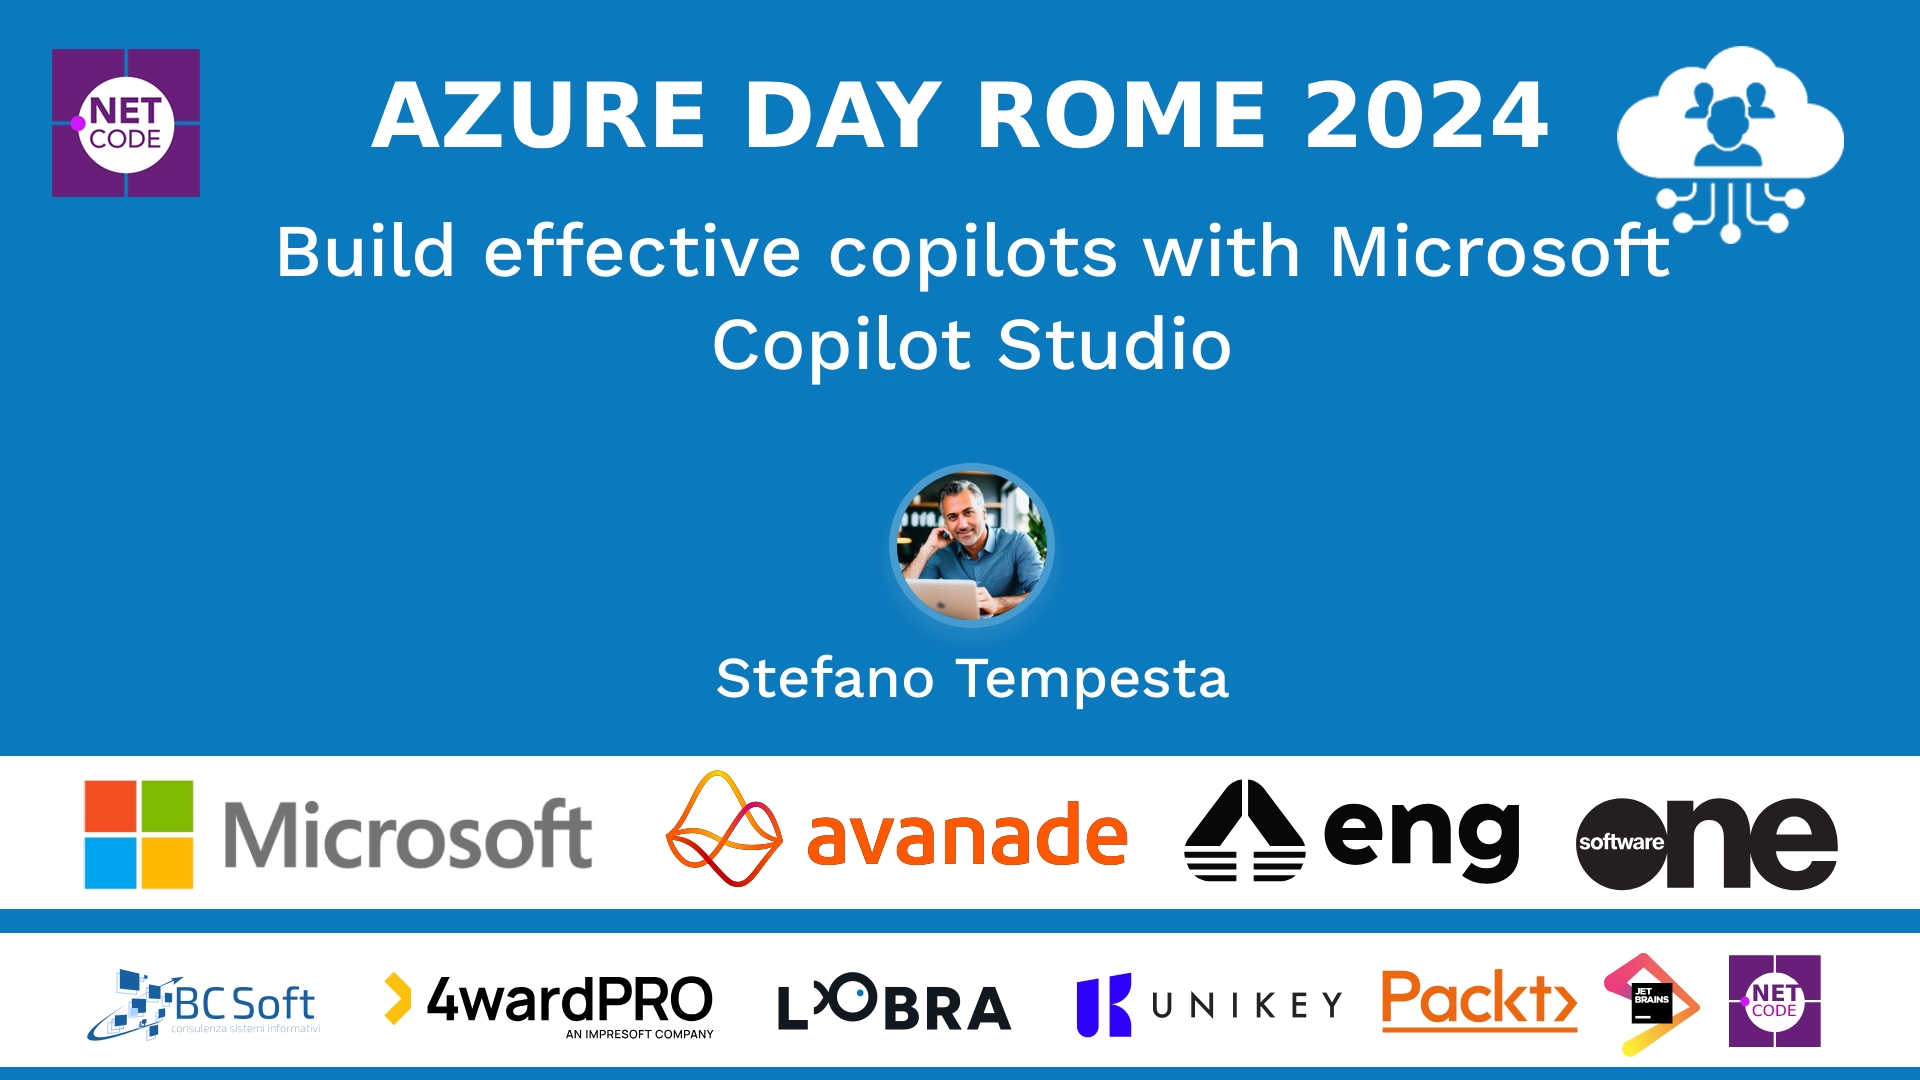 NET
CODE
AZURE DAY ROME 2024
Build effective copilots with Microsoft
Copilot Studio
Stefano Tempesta
Microsoft
avanade
eng
software one
BC Soft
consulenza sistemi informativi
4wardPRO
AN IMPRESOFT COMPANY
LOBRA
UNIKEY
Packt
JET
BRAINS
NET
CODE